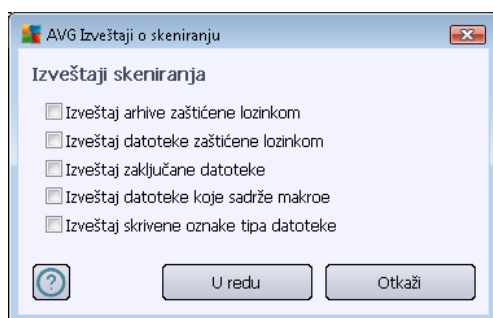 AVG Izveštaji o skeniranju
Izveštaji skeniranja
Izveštaj arhive zaštićene lozinkom
Izveštaj datoteke zaštićene lozinkom
Izveštaj zaključane datoteke
Izveštaj datoteke koje sadrže makroe
Izveštaj skrivene oznake tipa datoteke
? U redu Otkaži